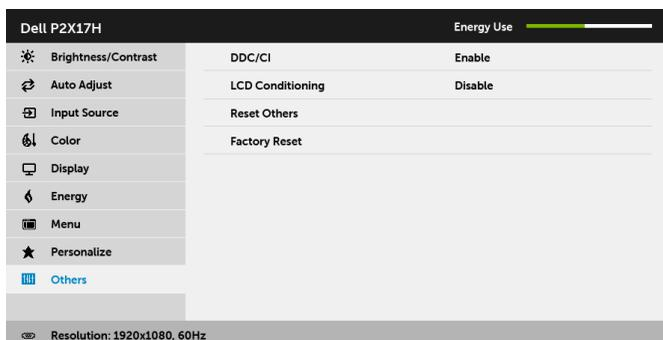 Dell P2X17H Energy Use
Brightness/Contrast DDC/CI Enable
Auto Adjust LCD Conditioning Disable
Input Source Reset Others
Color Factory Reset
Display
Energy
Menu
Personalize
Others
Resolution: 1920x1080, 60Hz